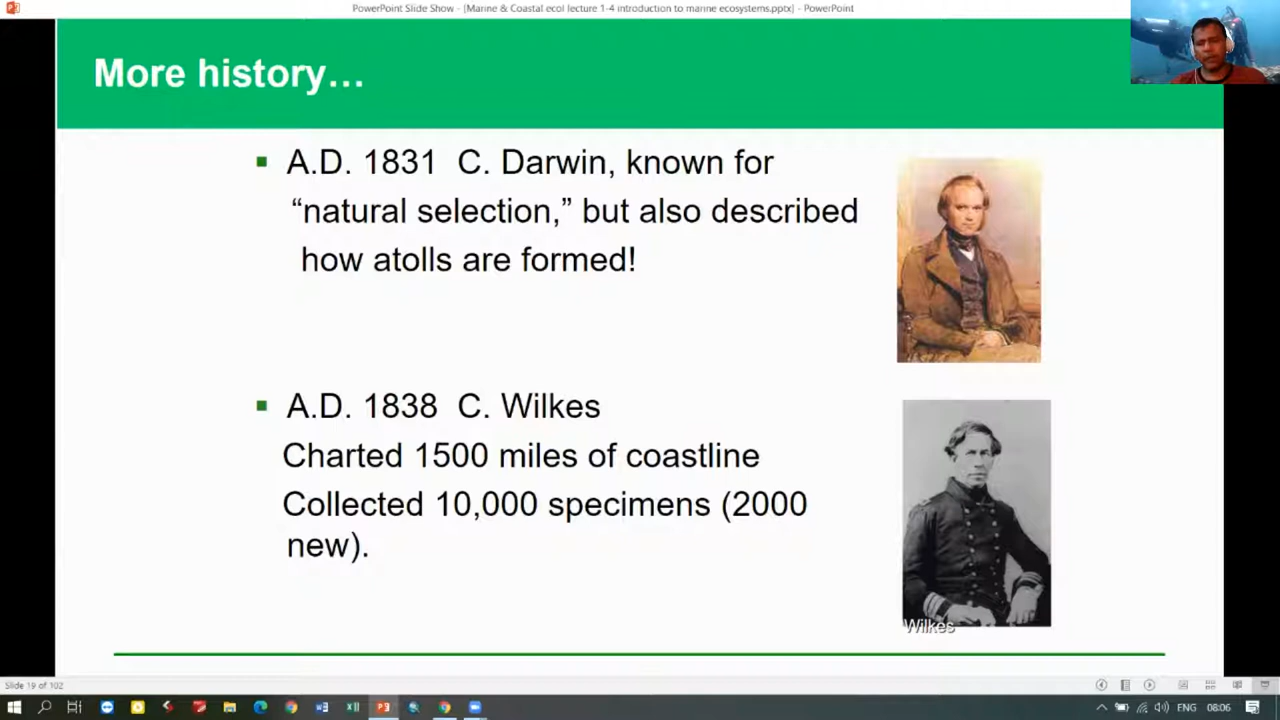 PowerPoint Slide Show - [Marine & Coastal ecol lecture 1-4 introduction to marine ecosystems.pptx] - PowerPoint
More history…
A.D. 1831 C. Darwin, known for
“natural selection,” but also described
how atolls are formed!
A.D. 1838 C. Wilkes
Charted 1500 miles of coastline
Collected 10,000 specimens (2000
new).
Wilkes
Slide 19 of 102
ENG 08:06